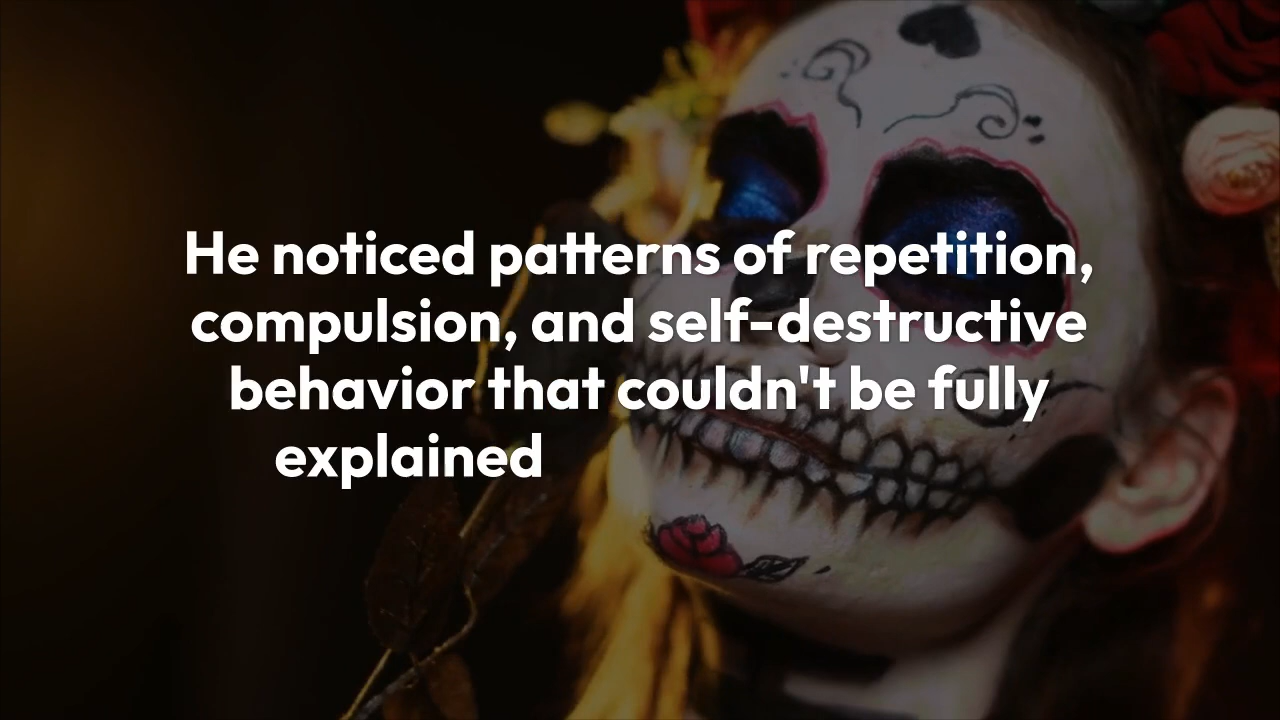 He noticed patterns of repetition,
compulsion, and self-destructive
behavior that couldn't be fully
explained